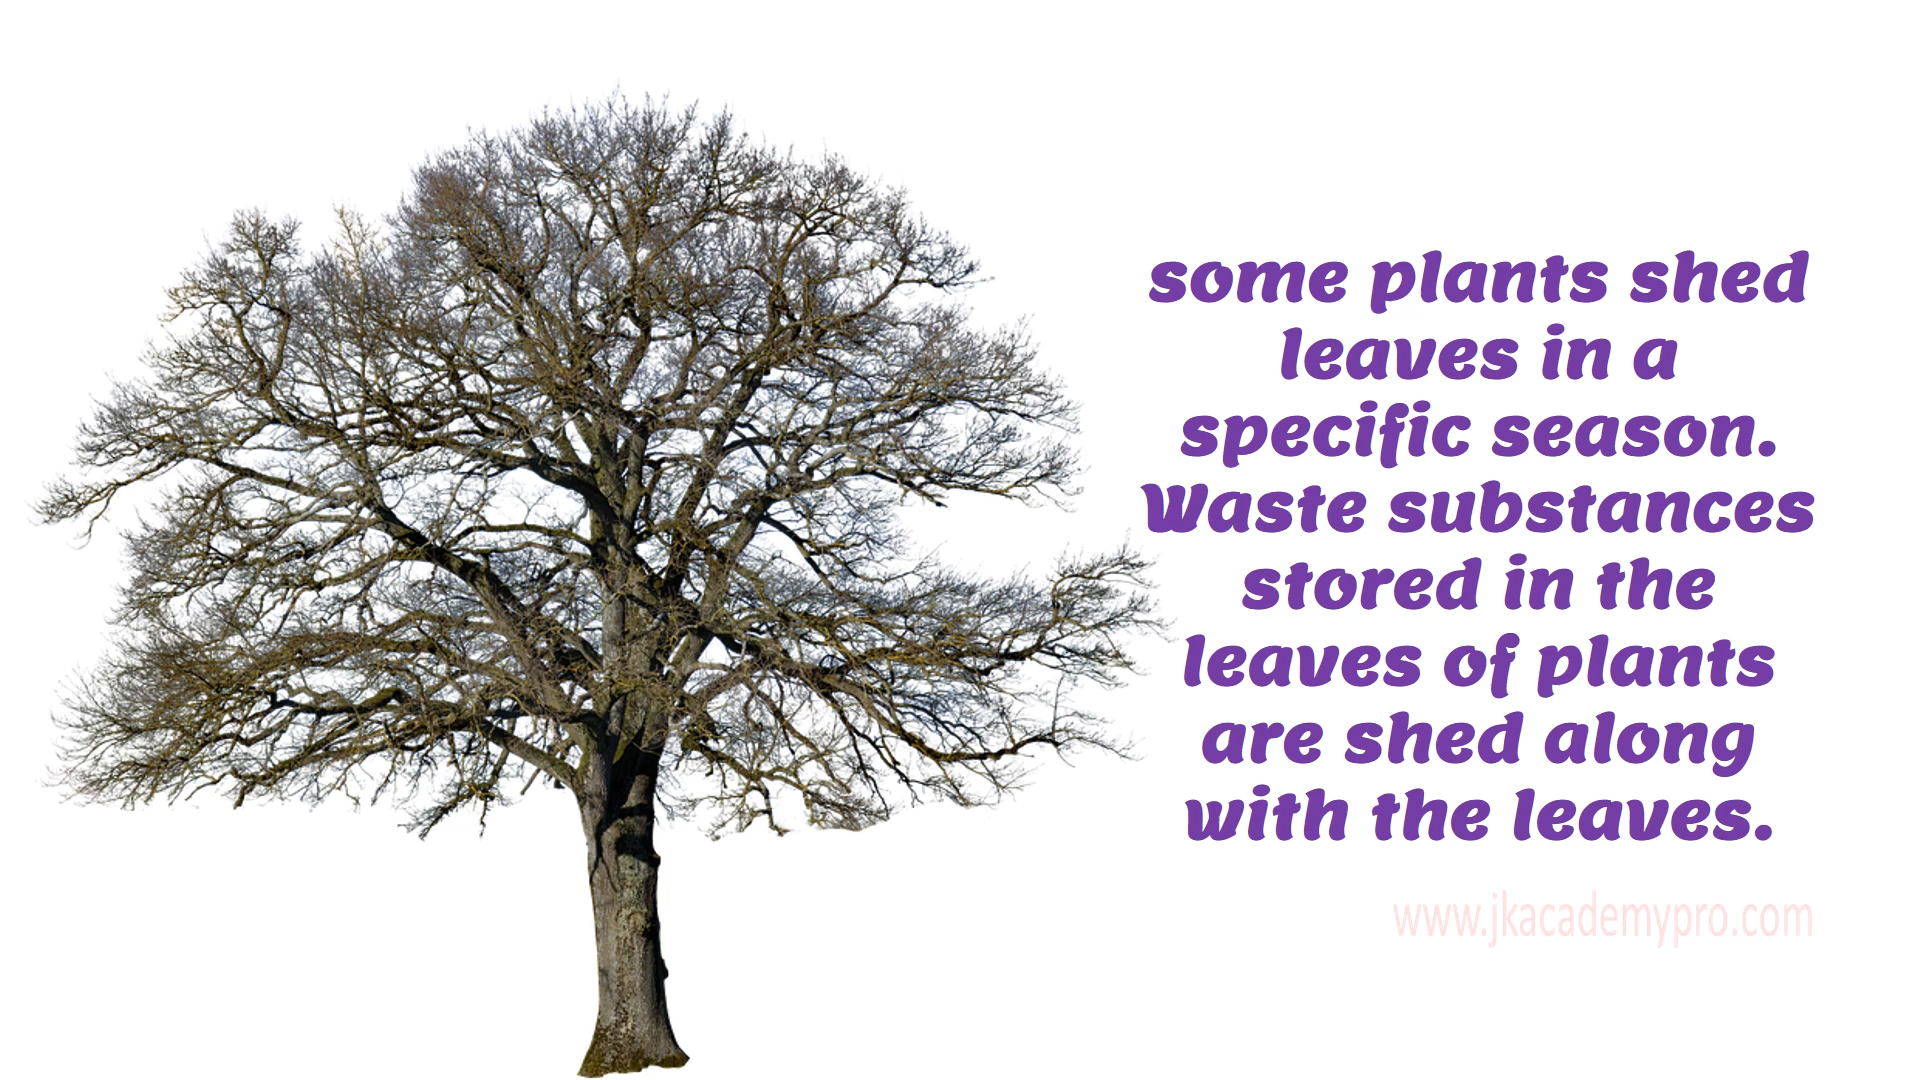 some plants shed
leaves in a
specific season.
Waste substances
stored in the
leaves of plants
are shed along
with the leaves.
www.jkacademypro.com